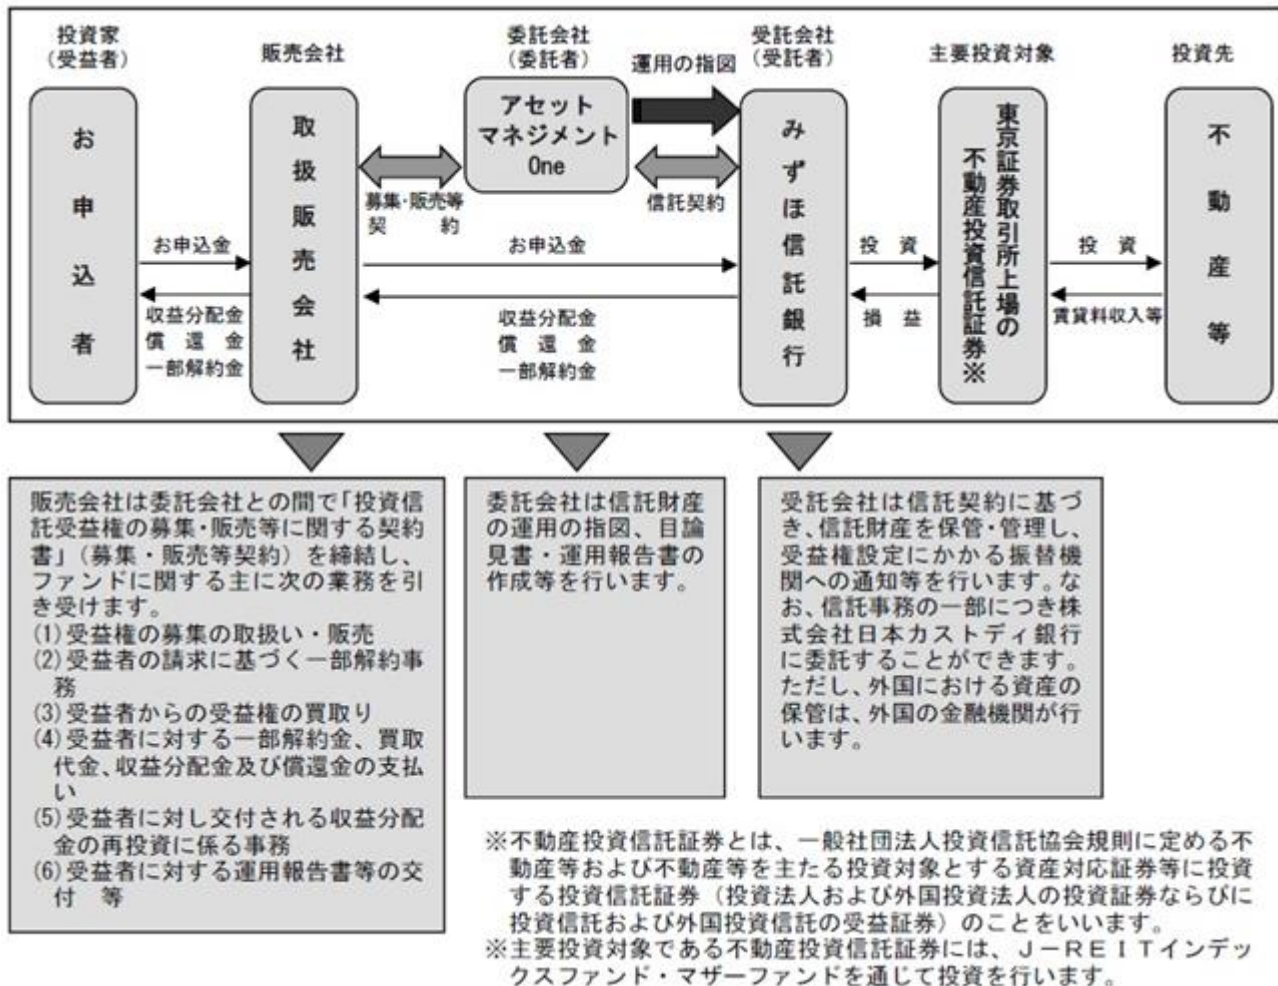 投資家
（受益者）
販売会社
委託会社
（委託者）
運用の指図
受託会社
（受託者）
主要投資対象
投資先
お申込者
取扱販売会社
アセット
マネジメント
One
みずほ信託銀行
東京証券取引所上場の
不動産投資信託証券※
不動産等
募集・販売等
契　　約
信託契約
お申込金
お申込金
投　資
投　資
収益分配金
償　還　金
一部解約金
収益分配金
償　還　金
一部解約金
損　益
賃貸料収入等
販売会社は委託会社との間で「投資信
託受益権の募集・販売等に関する契約
書」（募集・販売等契約）を締結し、
ファンドに関する主に次の業務を引
き受けます。
(1)受益権の募集の取扱い・販売
(2)受益者の請求に基づく一部解約事
務
(3)受益者からの受益権の買取り
(4)受益者に対する一部解約金、買取
代金、収益分配金及び償還金の支払
い
(5)受益者に対し交付される収益分配
金の再投資に係る事務
(6)受益者に対する運用報告書等の交
付　等
委託会社は信託財産
の運用の指図、目論
見書・運用報告書の
作成等を行います。
受託会社は信託契約に基づ
き、信託財産を保管・管理し、
受益権設定にかかる振替機
関への通知等を行います。な
お、信託事務の一部につき株
式会社日本カストディ銀行
に委託することができます。
ただし、外国における資産の
保管は、外国の金融機関が行
います。
※不動産投資信託証券とは、一般社団法人投資信託協会規則に定める不
動産等および不動産等を主たる投資対象とする資産対応証券等に投資
する投資信託証券（投資法人および外国投資法人の投資証券ならびに
投資信託および外国投資信託の受益証券）のことをいいます。
※主要投資対象である不動産投資信託証券には、Ｊ－ＲＥＩＴインデッ
クスファンド・マザーファンドを通じて投資を行います。